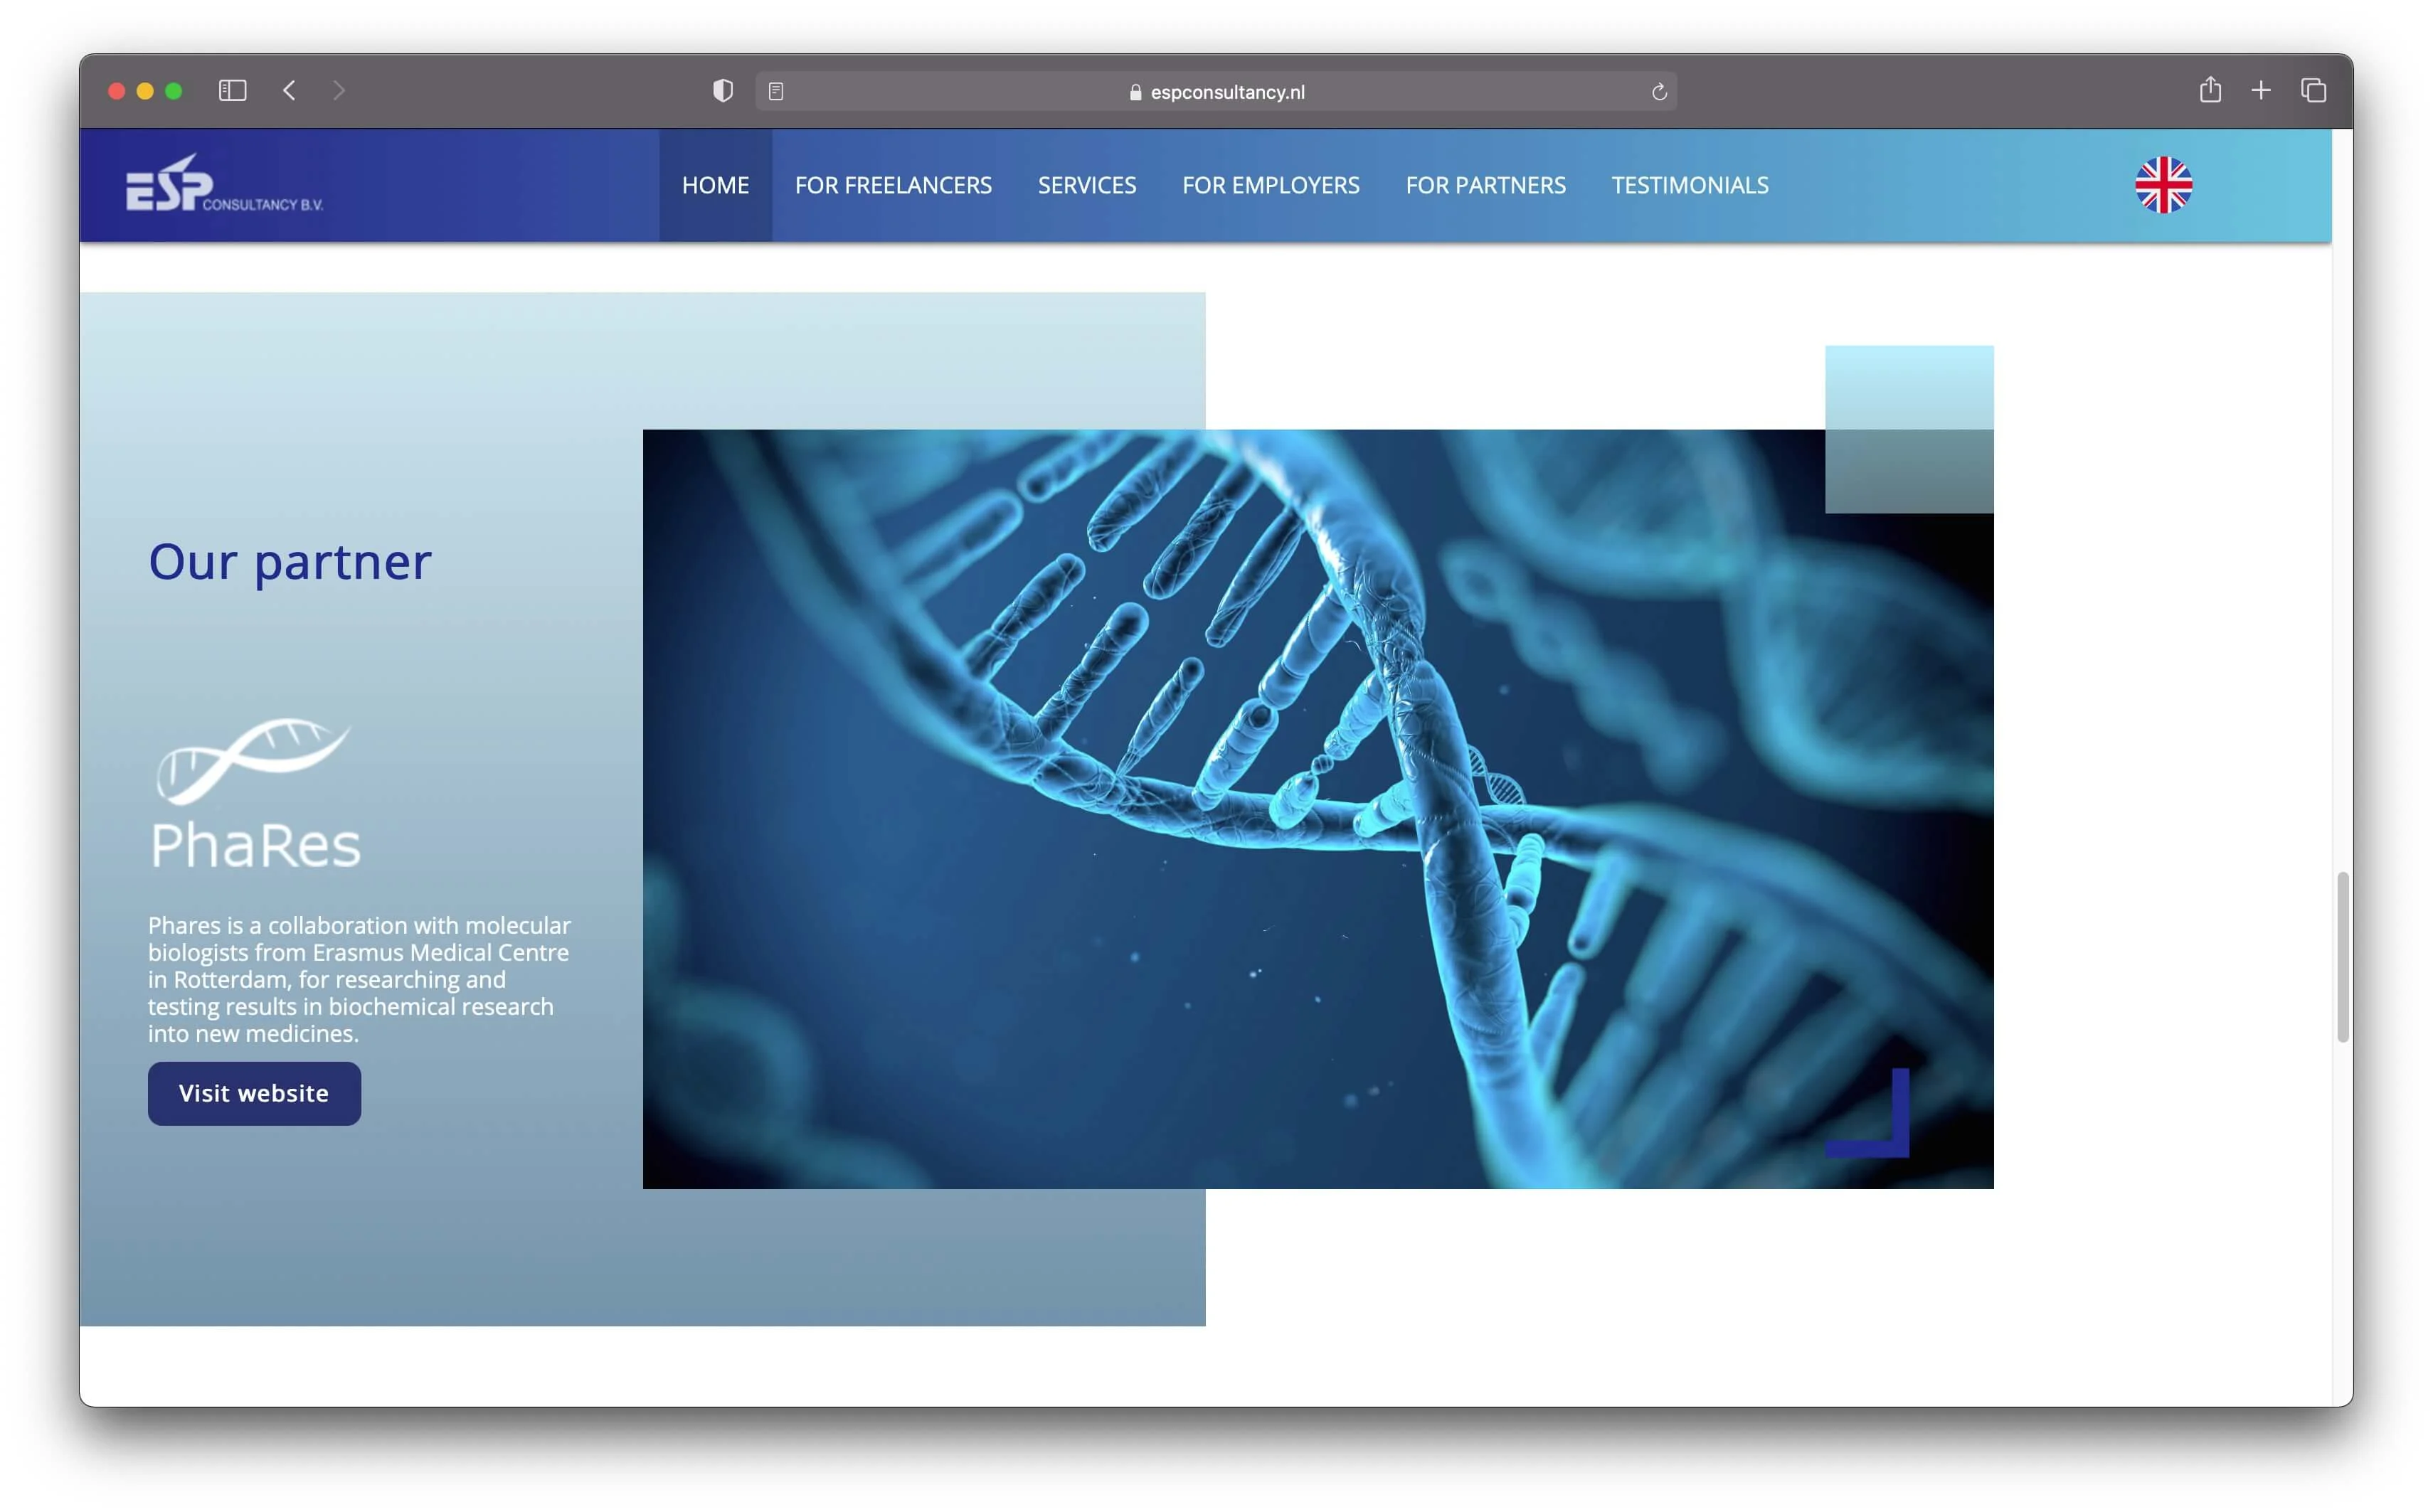 espconsultancy.nl
ESP CONSULTANCY B.V.
HOME FOR FREELANCERS SERVICES FOR EMPLOYERS FOR PARTNERS TESTIMONIALS
Our partner
PhaRes
Phares is a collaboration with molecular
biologists from Erasmus Medical Centre
in Rotterdam, for researching and
testing results in biochemical research
into new medicines.
Visit website